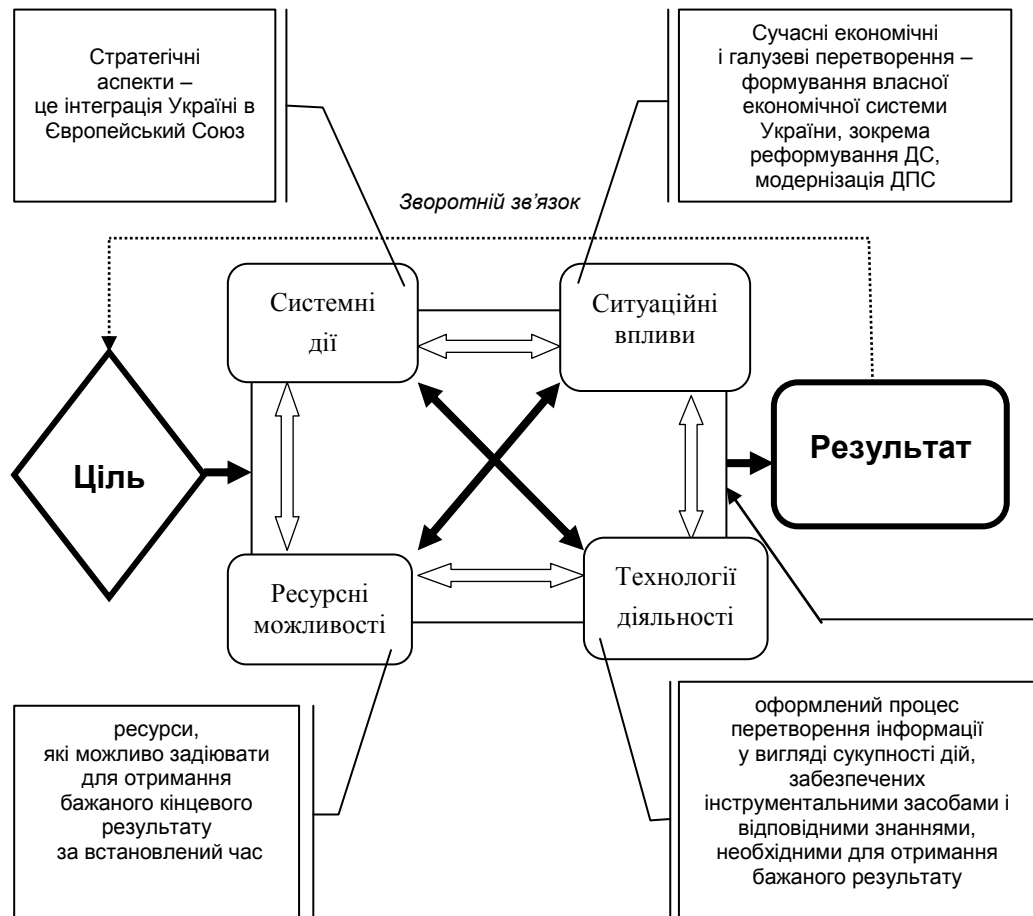 Стратегічні
аспекти –
це інтеграція Україні в
Європейський Союз
Сучасні економічні
і галузеві перетворення –
формування власної
економічної системи
України, зокрема
реформування ДС,
модернізація ДПС
Зворотній зв'язок
Системні
дії
Ситуаційні
впливи
Ціль
Результат
Ресурсні
можливості
Технології
діяльності
ресурси,
які можливо задіювати
для отримання
бажаного кінцевого
результату
за встановлений час
оформлений процес
перетворення інформації
у вигляді сукупності дій,
забезпечених
інструментальними засобами і
відповідними знаннями,
необхідними для отримання
бажаного результату